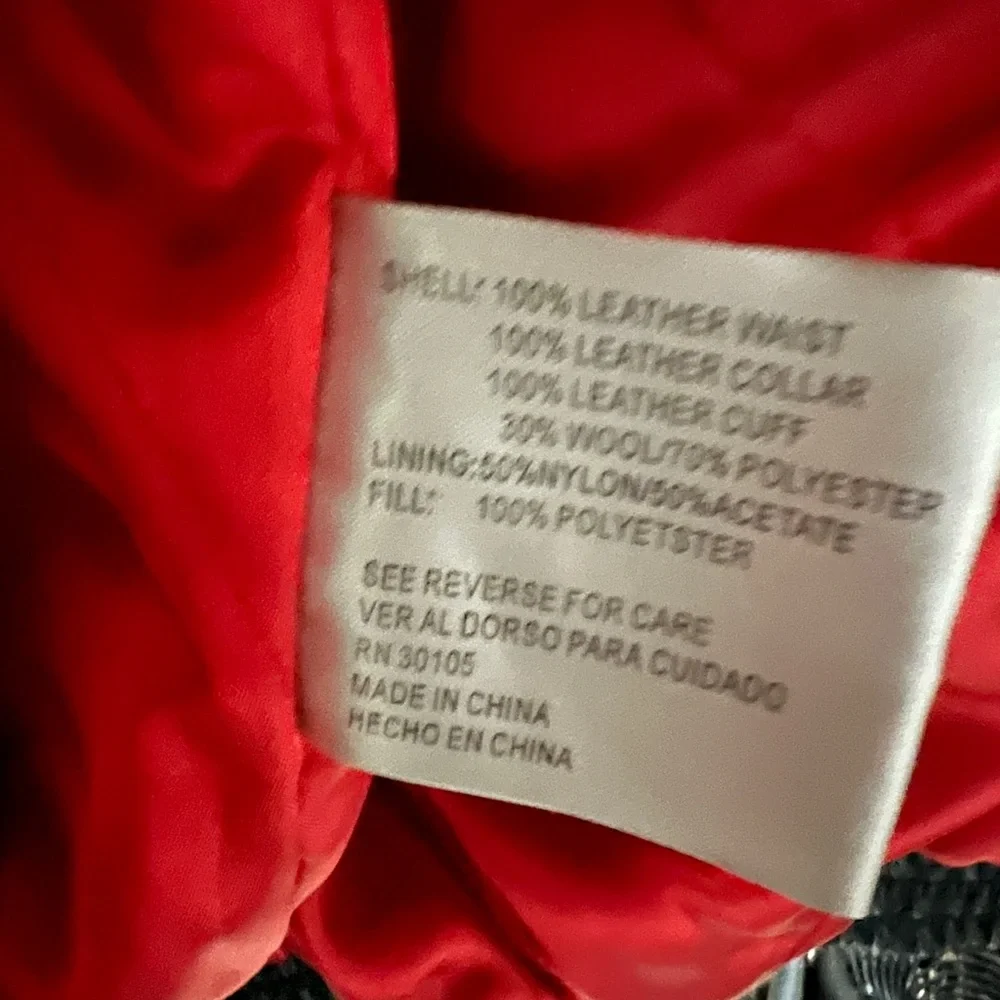 SHELL: 100% LEATHER WAIST
100% LEATHER COLLAR
100% LEATHER CUFF
30% WOOL/70% POLYESTER
LINING:50%NYLON/50%ACETATE
FILL: 100% POLYETSTER
SEE REVERSE FOR CARE
VER AL DORSO PARA CUIDADO
RN 30105
MADE IN CHINA
HECHO EN CHINA